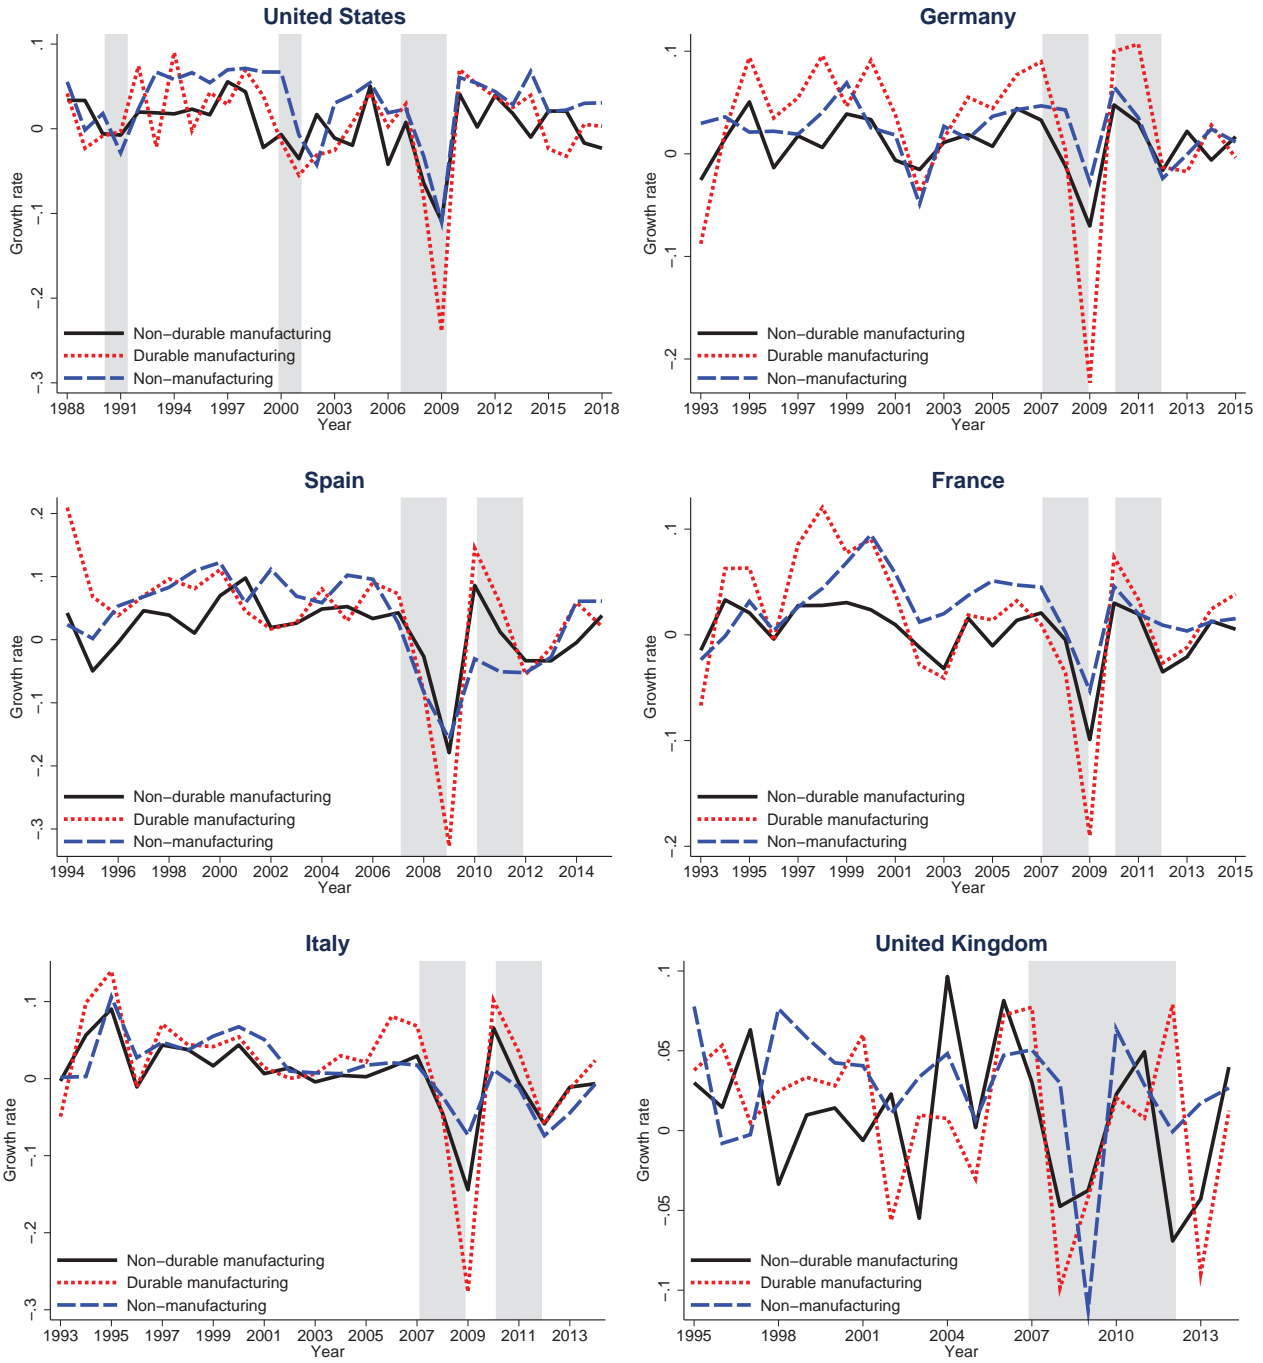 United States
Growth rate
.1
0
−.1
−.2
−.3
Non−durable manufacturing
Durable manufacturing
Non−manufacturing
1988 1991 1994 1997 2000 2003 2006 2009 2012 2015 2018
Year
Germany
Growth rate
.1
0
−.1
−.2
Non−durable manufacturing
Durable manufacturing
Non−manufacturing
1993 1995 1997 1999 2001 2003 2005 2007 2009 2011 2013 2015
Year
Spain
Growth rate
.2
.1
0
−.1
−.2
−.3
Non−durable manufacturing
Durable manufacturing
Non−manufacturing
1994 1996 1998 2000 2002 2004 2006 2008 2010 2012 2014
Year
France
Growth rate
.1
0
−.1
−.2
Non−durable manufacturing
Durable manufacturing
Non−manufacturing
1993 1995 1997 1999 2001 2003 2005 2007 2009 2011 2013 2015
Year
Italy
Growth rate
.1
0
−.1
−.2
−.3
Non−durable manufacturing
Durable manufacturing
Non−manufacturing
1993 1995 1997 1999 2001 2003 2005 2007 2009 2011 2013
Year
United Kingdom
Growth rate
.1
.05
0
−.05
−.1
Non−durable manufacturing
Durable manufacturing
Non−manufacturing
1995 1998 2001 2004 2007 2010 2013
Year